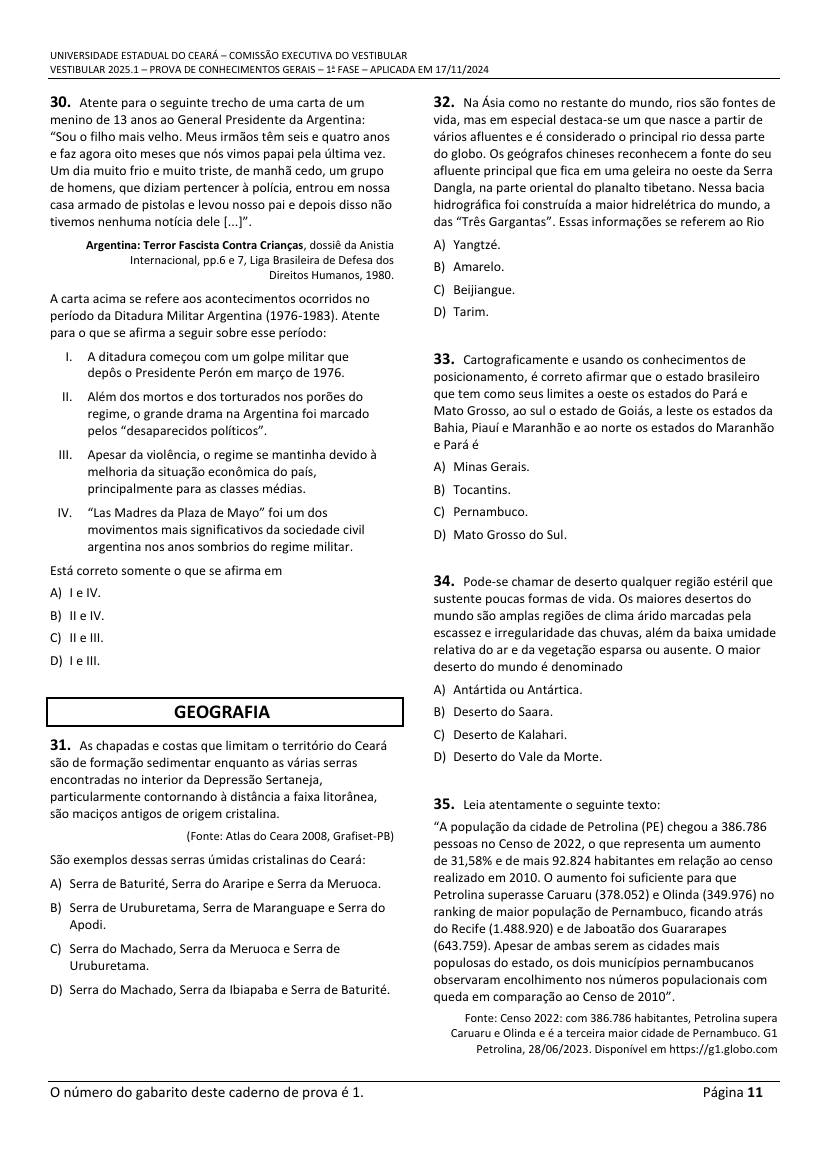 UNIVERSIDADE ESTADUAL DO CEARÁ – COMISSÃO EXECUTIVA DO VESTIBULAR
VESTIBULAR 2025.1 – PROVA DE CONHECIMENTOS GERAIS – 1ª FASE – APLICADA EM 17/11/2024
30. Atente para o seguinte trecho de uma carta de um
menino de 13 anos ao General Presidente da Argentina:
“Sou o filho mais velho. Meus irmãos têm seis e quatro anos
e faz agora oito meses que nós vimos papai pela última vez.
Um dia muito frio e muito triste, de manhã cedo, um grupo
de homens, que diziam pertencer à polícia, entrou em nossa
casa armado de pistolas e levou nosso pai e depois disso não
tivemos nenhuma notícia dele [...]”.
Argentina: Terror Fascista Contra Crianças, dossiê da Anistia
Internacional, pp.6 e 7, Liga Brasileira de Defesa dos
Direitos Humanos, 1980.
A carta acima se refere aos acontecimentos ocorridos no
período da Ditadura Militar Argentina (1976-1983). Atente
para o que se afirma a seguir sobre esse período:
I. A ditadura começou com um golpe militar que
depôs o Presidente Perón em março de 1976.
II. Além dos mortos e dos torturados nos porões do
regime, o grande drama na Argentina foi marcado
pelos “desaparecidos políticos”.
III. Apesar da violência, o regime se mantinha devido à
melhoria da situação econômica do país,
principalmente para as classes médias.
IV. “Las Madres da Plaza de Mayo” foi um dos
movimentos mais significativos da sociedade civil
argentina nos anos sombrios do regime militar.
Está correto somente o que se afirma em
A) I e IV.
B) II e IV.
C) II e III.
D) I e III.
GEOGRAFIA
31. As chapadas e costas que limitam o território do Ceará
são de formação sedimentar enquanto as várias serras
encontradas no interior da Depressão Sertaneja,
particularmente contornando à distância a faixa litorânea,
são maciços antigos de origem cristalina.
(Fonte: Atlas do Ceara 2008, Grafiset-PB)
São exemplos dessas serras úmidas cristalinas do Ceará:
A) Serra de Baturité, Serra do Araripe e Serra da Meruoca.
B) Serra de Uruburetama, Serra de Maranguape e Serra do
Apodi.
C) Serra do Machado, Serra da Meruoca e Serra de
Uruburetama.
D) Serra do Machado, Serra da Ibiapaba e Serra de Baturité.
32. Na Ásia como no restante do mundo, rios são fontes de
vida, mas em especial destaca-se um que nasce a partir de
vários afluentes e é considerado o principal rio dessa parte
do globo. Os geógrafos chineses reconhecem a fonte do seu
afluente principal que fica em uma geleira no oeste da Serra
Dangla, na parte oriental do planalto tibetano. Nessa bacia
hidrográfica foi construída a maior hidrelétrica do mundo, a
das “Três Gargantas”. Essas informações se referem ao Rio
A) Yangtzé.
B) Amarelo.
C) Beijiangue.
D) Tarim.
33. Cartograficamente e usando os conhecimentos de
posicionamento, é correto afirmar que o estado brasileiro
que tem como seus limites a oeste os estados do Pará e
Mato Grosso, ao sul o estado de Goiás, a leste os estados da
Bahia, Piauí e Maranhão e ao norte os estados do Maranhão
e Pará é
A) Minas Gerais.
B) Tocantins.
C) Pernambuco.
D) Mato Grosso do Sul.
34. Pode-se chamar de deserto qualquer região estéril que
sustente poucas formas de vida. Os maiores desertos do
mundo são amplas regiões de clima árido marcadas pela
escassez e irregularidade das chuvas, além da baixa umidade
relativa do ar e da vegetação esparsa ou ausente. O maior
deserto do mundo é denominado
A) Antártida ou Antártica.
B) Deserto do Saara.
C) Deserto de Kalahari.
D) Deserto do Vale da Morte.
35. Leia atentamente o seguinte texto:
“A população da cidade de Petrolina (PE) chegou a 386.786
pessoas no Censo de 2022, o que representa um aumento
de 31,58% e de mais 92.824 habitantes em relação ao censo
realizado em 2010. O aumento foi suficiente para que
Petrolina superasse Caruaru (378.052) e Olinda (349.976) no
ranking de maior população de Pernambuco, ficando atrás
do Recife (1.488.920) e de Jaboatão dos Guararapes
(643.759). Apesar de ambas serem as cidades mais
populosas do estado, os dois municípios pernambucanos
observaram encolhimento nos números populacionais com
queda em comparação ao Censo de 2010”.
Fonte: Censo 2022: com 386.786 habitantes, Petrolina supera
Caruaru e Olinda e é a terceira maior cidade de Pernambuco. G1
Petrolina, 28/06/2023. Disponível em https://g1.globo.com
O número do gabarito deste caderno de prova é 1.
Página 11